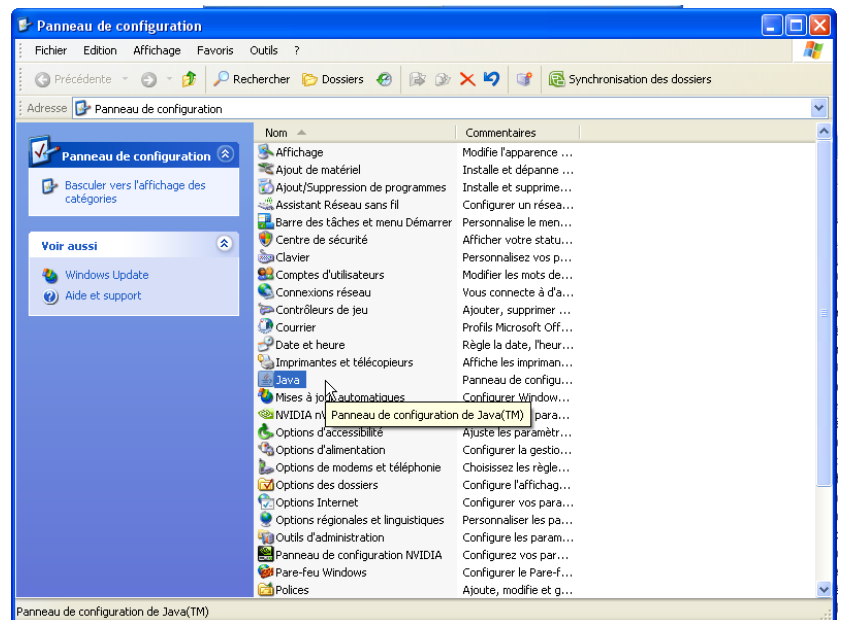 Panneau de configuration
Fichier Edition Affichage Favoris Outils ?
Précédente Rechercher Dossiers Synchronisation des dossiers
Adresse Panneau de configuration
Panneau de configuration
Basculer vers l'affichage des
catégories
Voir aussi
Windows Update
Aide et support
Nom Commentaires
Affichage Modifie l'apparence ...
Ajout de matériel Installe et dépanne ...
Ajout/Suppression de programmes Installe et supprime...
Assistant Réseau sans fil Configurer un résea...
Barre des tâches et menu Démarrer Personnalise le men...
Centre de sécurité Afficher votre statu...
Clavier Personnalisez vos p...
Comptes d'utilisateurs Modifier les mots de...
Connexions réseau Vous connecte à d'a...
Contrôleurs de jeu Ajouter, supprimer ...
Courrier Profils Microsoft Off...
Date et heure Règle la date, l'heur...
Imprimantes et télécopieurs Affiche les impriman...
Java Panneau de configu...
Mises à jour automatiques Configurer Window...
NVIDIA para...
Panneau de configuration de Java(TM)
Options d'accessibilité Ajuste les paramètr...
Options d'alimentation Configurer la gestio...
Options de modems et téléphonie Choisissez les règle...
Options des dossiers Configure l'affichag...
Options Internet Configurer vos para...
Options régionales et linguistiques Personnaliser les pa...
Outils d'administration Configure les param...
Panneau de configuration NVIDIA Configurez vos par...
Pare-feu Windows Configurer le Pare-f...
Polices Ajoute, modifie et g...
Panneau de configuration de Java(TM)